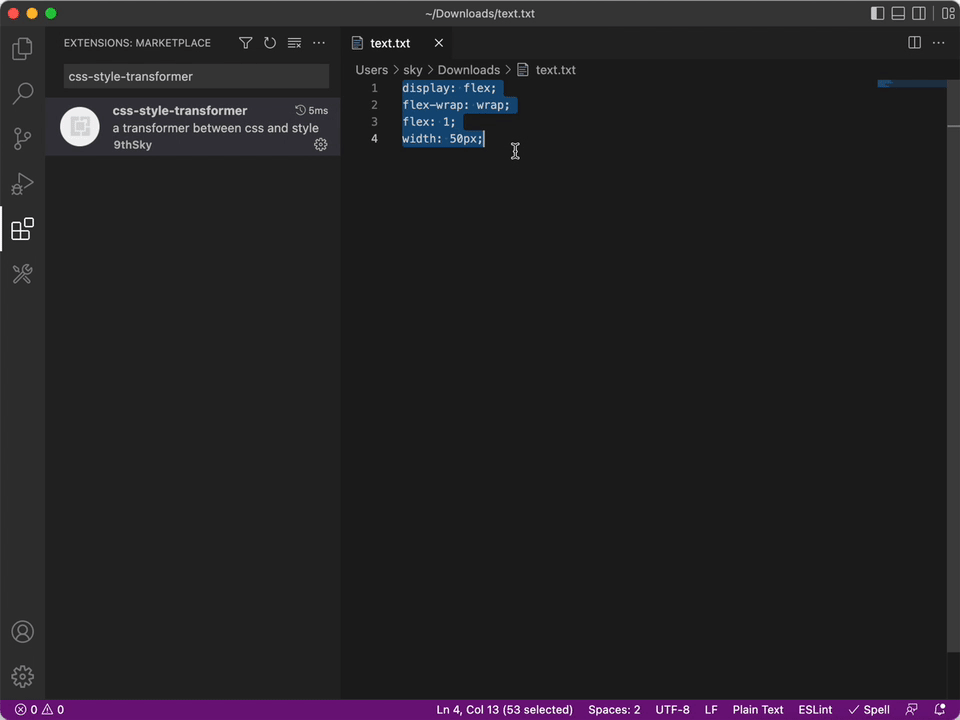 ~/Downloads/text.txt
EXTENSIONS: MARKETPLACE
css-style-transformer
css-style-transformer 5ms
a transformer between css and style
9thSky
text.txt
Users > sky > Downloads > text.txt
1 display: flex;
2 flex-wrap: wrap;
3 flex: 1;
4 width: 50px;
0 0 Ln 4, Col 13 (53 selected) Spaces: 2 UTF-8 LF Plain Text ESLint Spell